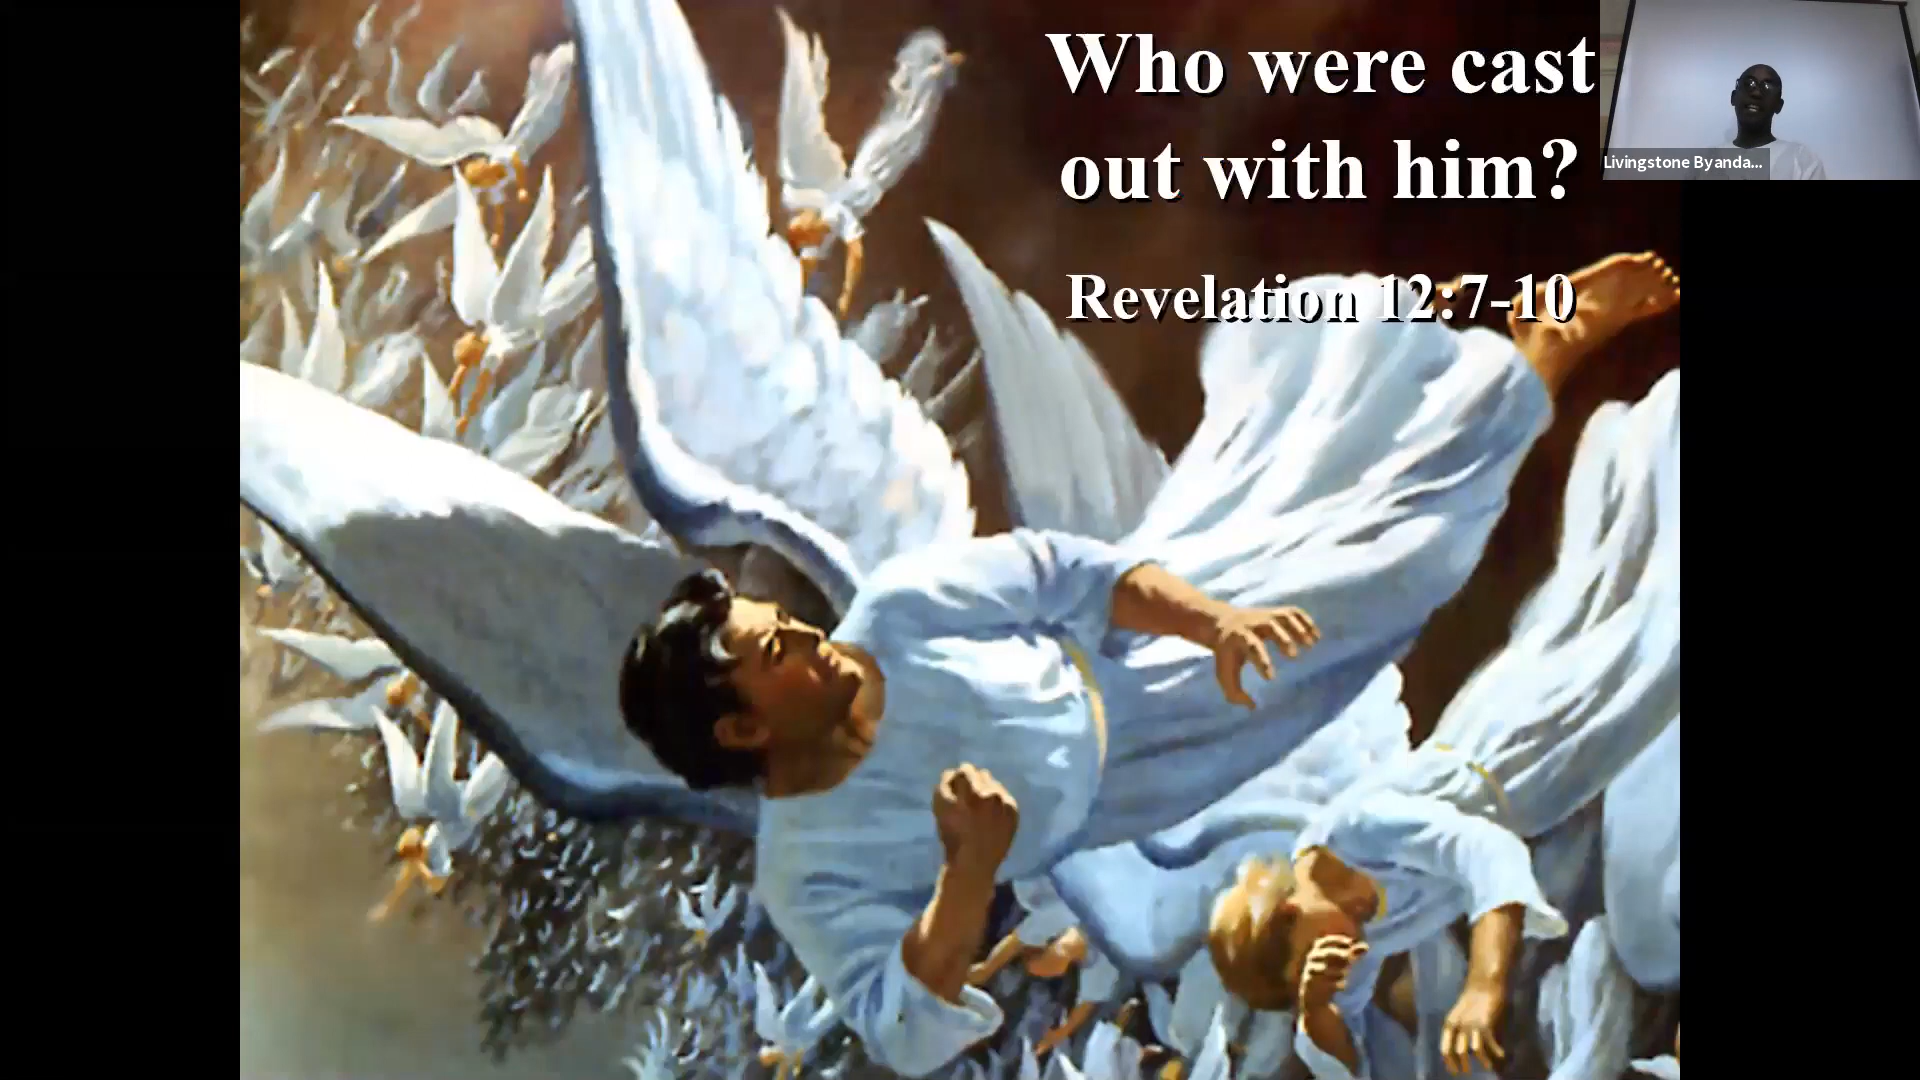 Who were cast
out with him?
Revelation 12:7-10
Livingstone Byanda...